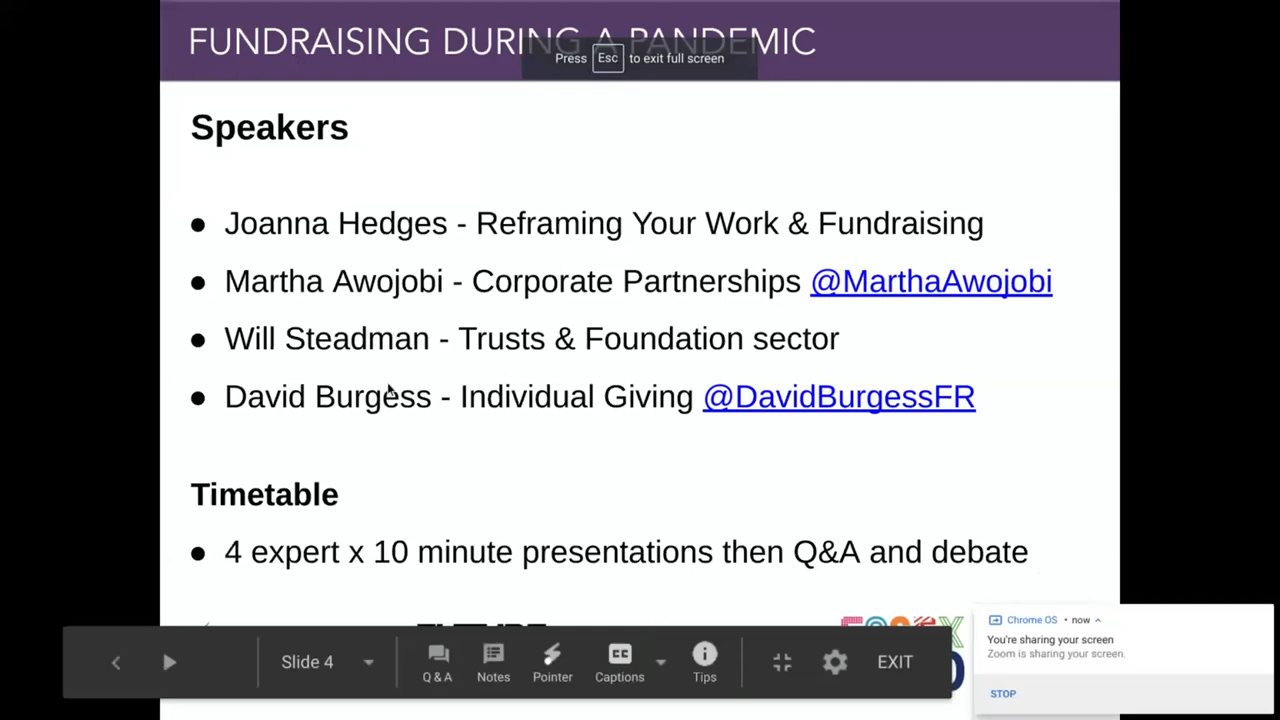 FUNDRAISING DURING A PANDEMIC
Press Esc to exit full screen
Speakers
● Joanna Hedges - Reframing Your Work & Fundraising
● Martha Awojobi - Corporate Partnerships @MarthaAwojobi
● Will Steadman - Trusts & Foundation sector
● David Burgess - Individual Giving @DavidBurgessFR
Timetable
● 4 expert x 10 minute presentations then Q&A and debate
Slide 4
Q & A
Notes
Pointer
Captions
Tips
EXIT
Chrome OS • now
You're sharing your screen
Zoom is sharing your screen.
STOP